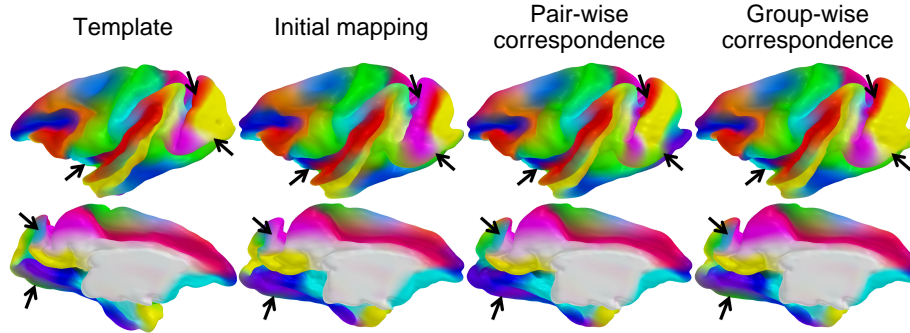 Template
Initial mapping
Pair-wise
correspondence
Group-wise
correspondence